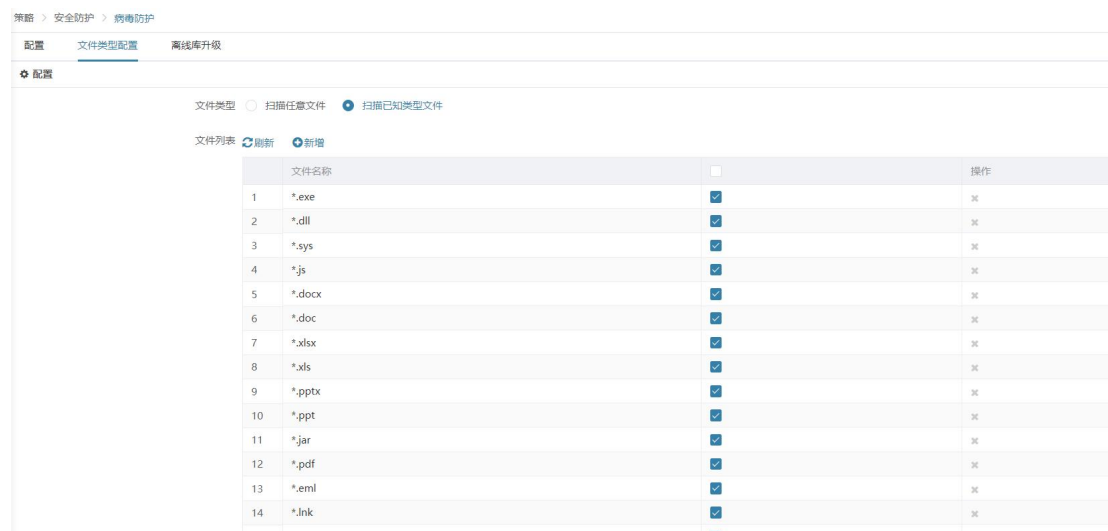 策略 > 安全防护 > 病毒防护
配置 文件类型配置 离线库升级
配置
文件类型 扫描任意文件 扫描已知类型文件
文件列表 刷新 新增
文件名称 操作
1 *.exe
2 *.dll
3 *.sys
4 *.js
5 *.docx
6 *.doc
7 *.xlsx
8 *.xls
9 *.pptx
10 *.ppt
11 *.jar
12 *.pdf
13 *.eml
14 *.lnk